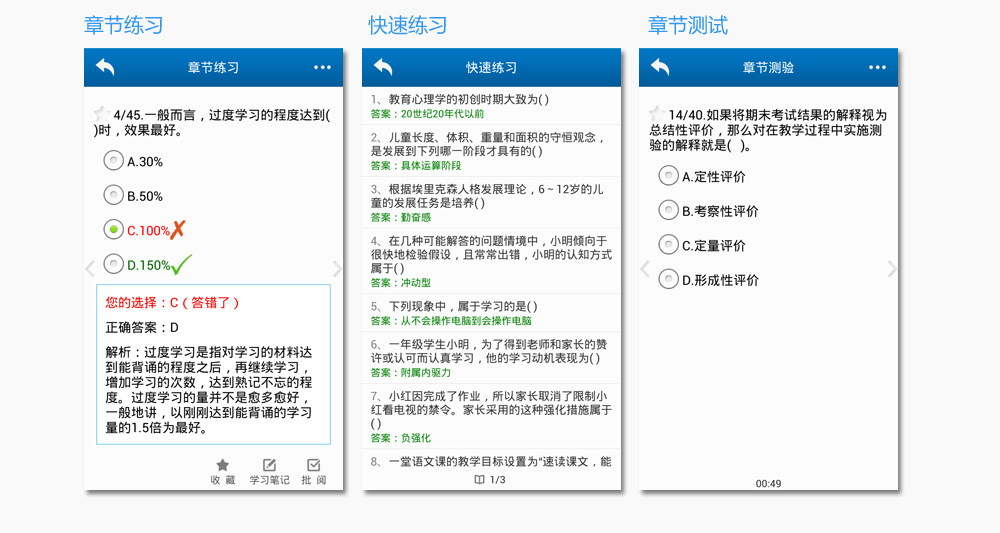 章节练习
快速练习
章节测试
章节练习
4/45.一般而言，过度学习的程度达到(
)时，效果最好。
A.30%
B.50%
C.100%
D.150%
您的选择：C（答错了）
正确答案：D
解析：过度学习是指对学习的材料达
到能背诵的程度之后，再继续学习，
增加学习的次数，达到熟记不忘的程
度。过度学习的量并不是愈多愈好，
一般地讲，以刚刚达到能背诵的学习
量的1.5倍为最好。
收 藏
学习笔记
批 阅
快速练习
1、教育心理学的初创时期大致为( )
答案：20世纪20年代以前
2、儿童长度、体积、重量和面积的守恒观念，
是发展到下列哪一阶段才具有的( )
答案：具体运算阶段
3、根据埃里克森人格发展理论，6～12岁的儿
童的发展任务是培养( )
答案：勤奋感
4、在几种可能解答的问题情境中，小明倾向于
很快地检验假设，且常常出错，小明的认知方式
属于( )
答案：冲动型
5、下列现象中，属于学习的是( )
答案：从不会操作电脑到会操作电脑
6、一年级学生小明，为了得到老师和家长的赞
许或认可而认真学习，他的学习动机表现为( )
答案：附属内驱力
7、小红因完成了作业，所以家长取消了限制小
红看电视的禁令。家长采用的这种强化措施属于
( )
答案：负强化
8、一堂语文课的教学目标设置为“速读课文，能
1/3
章节测验
14/40.如果将期末考试结果的解释视为
总结性评价，那么对在教学过程中实施测
验的解释就是( )。
A.定性评价
B.考察性评价
C.定量评价
D.形成性评价
00:49